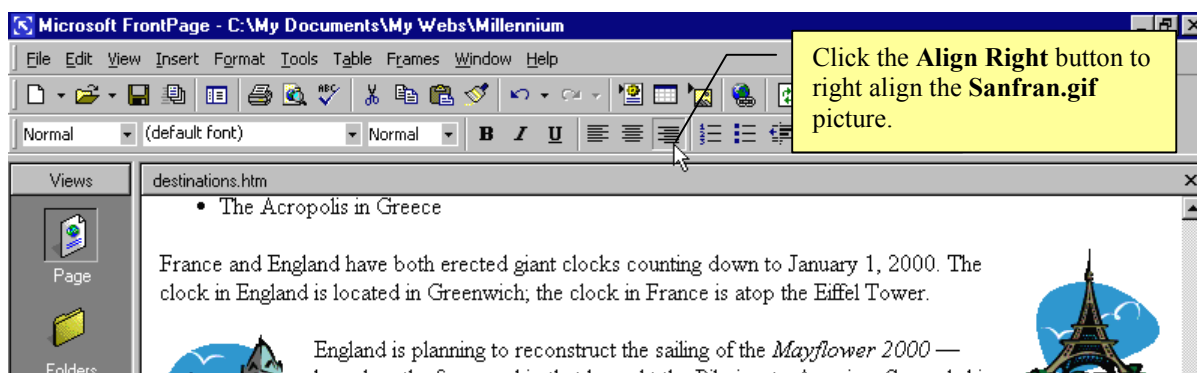 Microsoft FrontPage - C:\My Documents\My Webs\Millennium
File Edit View Insert Format Tools Table Frames Window Help
Click the Align Right button to
right align the Sanfran.gif
picture.
ABC
Normal (default font) Normal B I U
Views destinations.htm
• The Acropolis in Greece
Page
France and England have both erected giant clocks counting down to January 1, 2000. The
clock in England is located in Greenwich; the clock in France is atop the Eiffel Tower.
England is planning to reconstruct the sailing of the Mayflower 2000 —
Folders